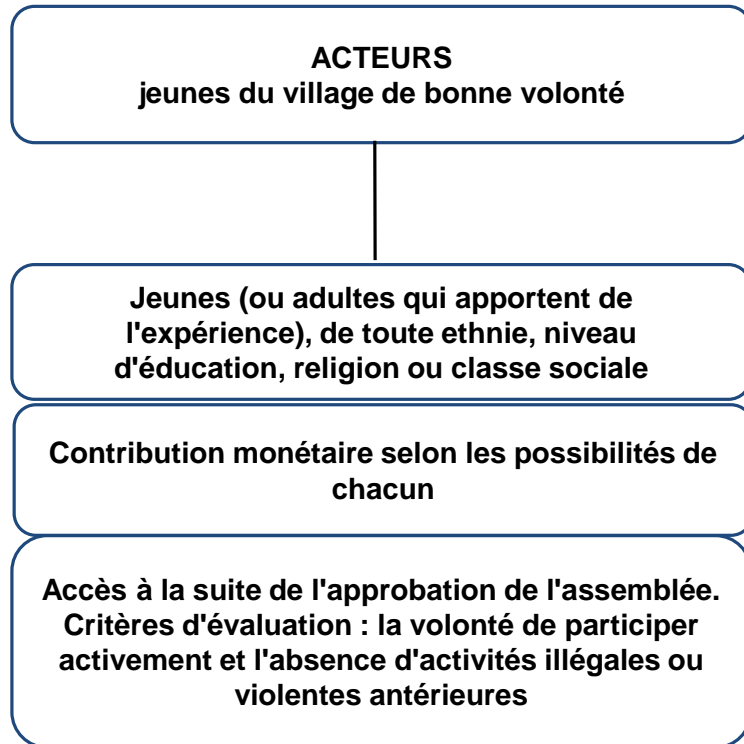 ACTEURS
jeunes du village de bonne volonté
Jeunes (ou adultes qui apportent de
l'expérience), de toute ethnie, niveau
d'éducation, religion ou classe sociale
Contribution monétaire selon les possibilités de
chacun
Accès à la suite de l'approbation de l'assemblée.
Critères d'évaluation : la volonté de participer
activement et l'absence d'activités illégales ou
violentes antérieures